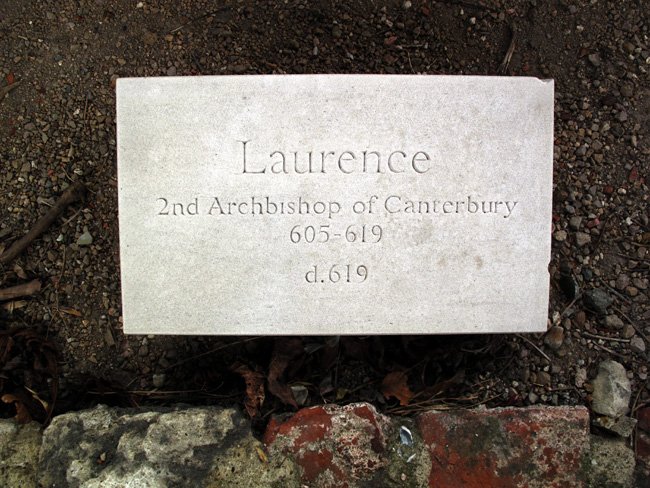 Laurence
2nd Archbishop of Canterbury
605-619
d.619